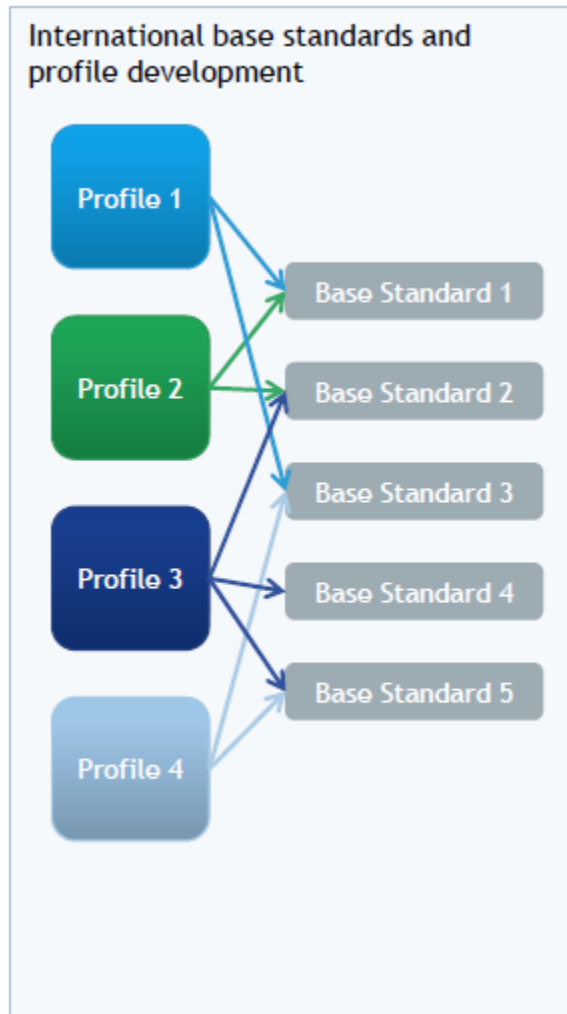 International base standards and
profile development
Profile 1
Base Standard 1
Profile 2
Base Standard 2
Base Standard 3
Profile 3
Base Standard 4
Base Standard 5
Profile 4